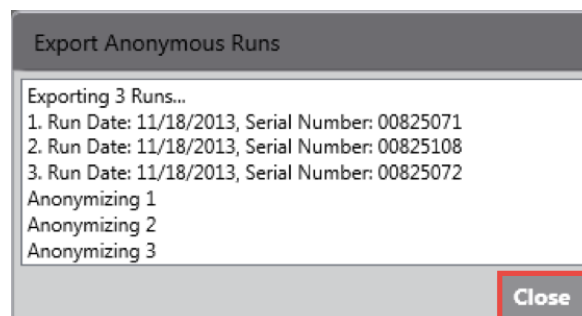 Export Anonymous Runs
Exporting 3 Runs...
1. Run Date: 11/18/2013, Serial Number: 00825071
2. Run Date: 11/18/2013, Serial Number: 00825108
3. Run Date: 11/18/2013, Serial Number: 00825072
Anonymizing 1
Anonymizing 2
Anonymizing 3
Close